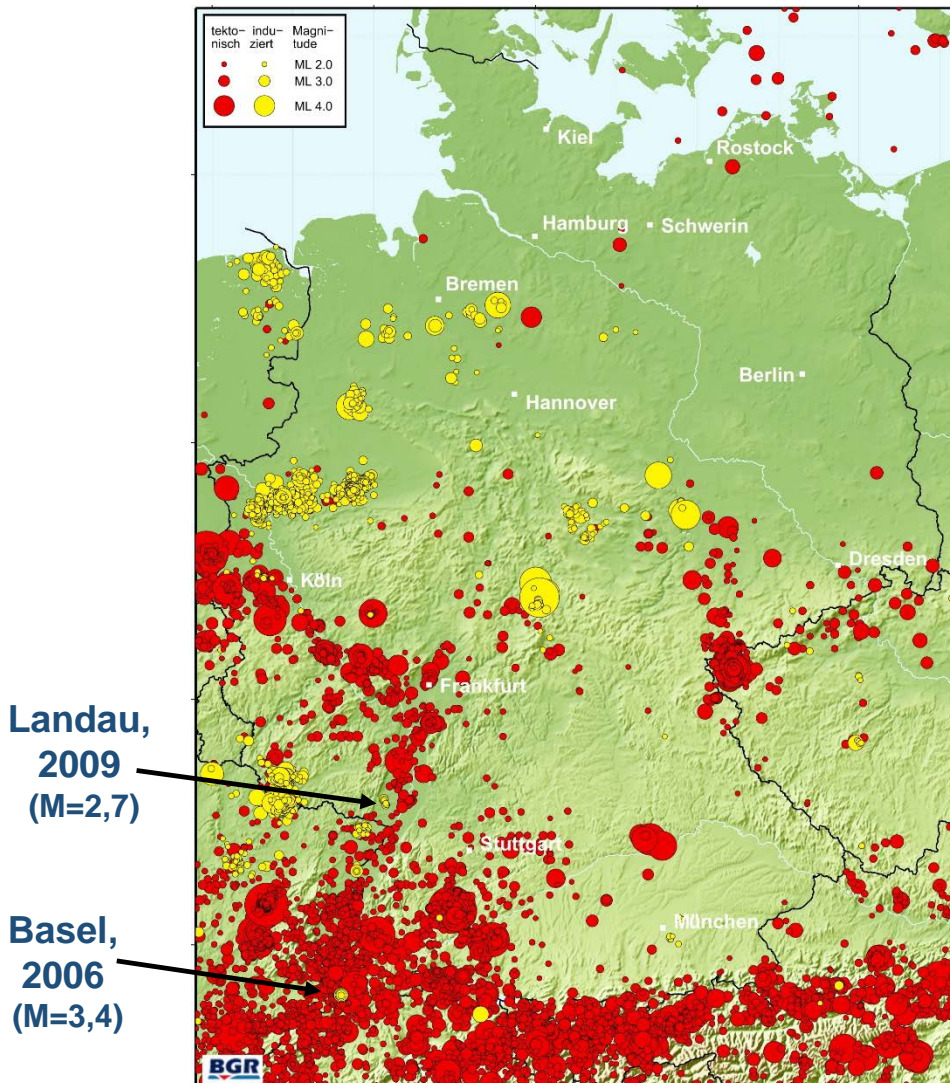 tekto- indu- Magni-
nisch ziert tude
ML 2.0
ML 3.0
ML 4.0
Kiel
Rostock
Hamburg
Schwerin
Bremen
Berlin
Hannover
Dresden
Köln
Frankfurt
Landau,
2009
(M=2,7)
Stuttgart
München
Basel,
2006
(M=3,4)
BGR